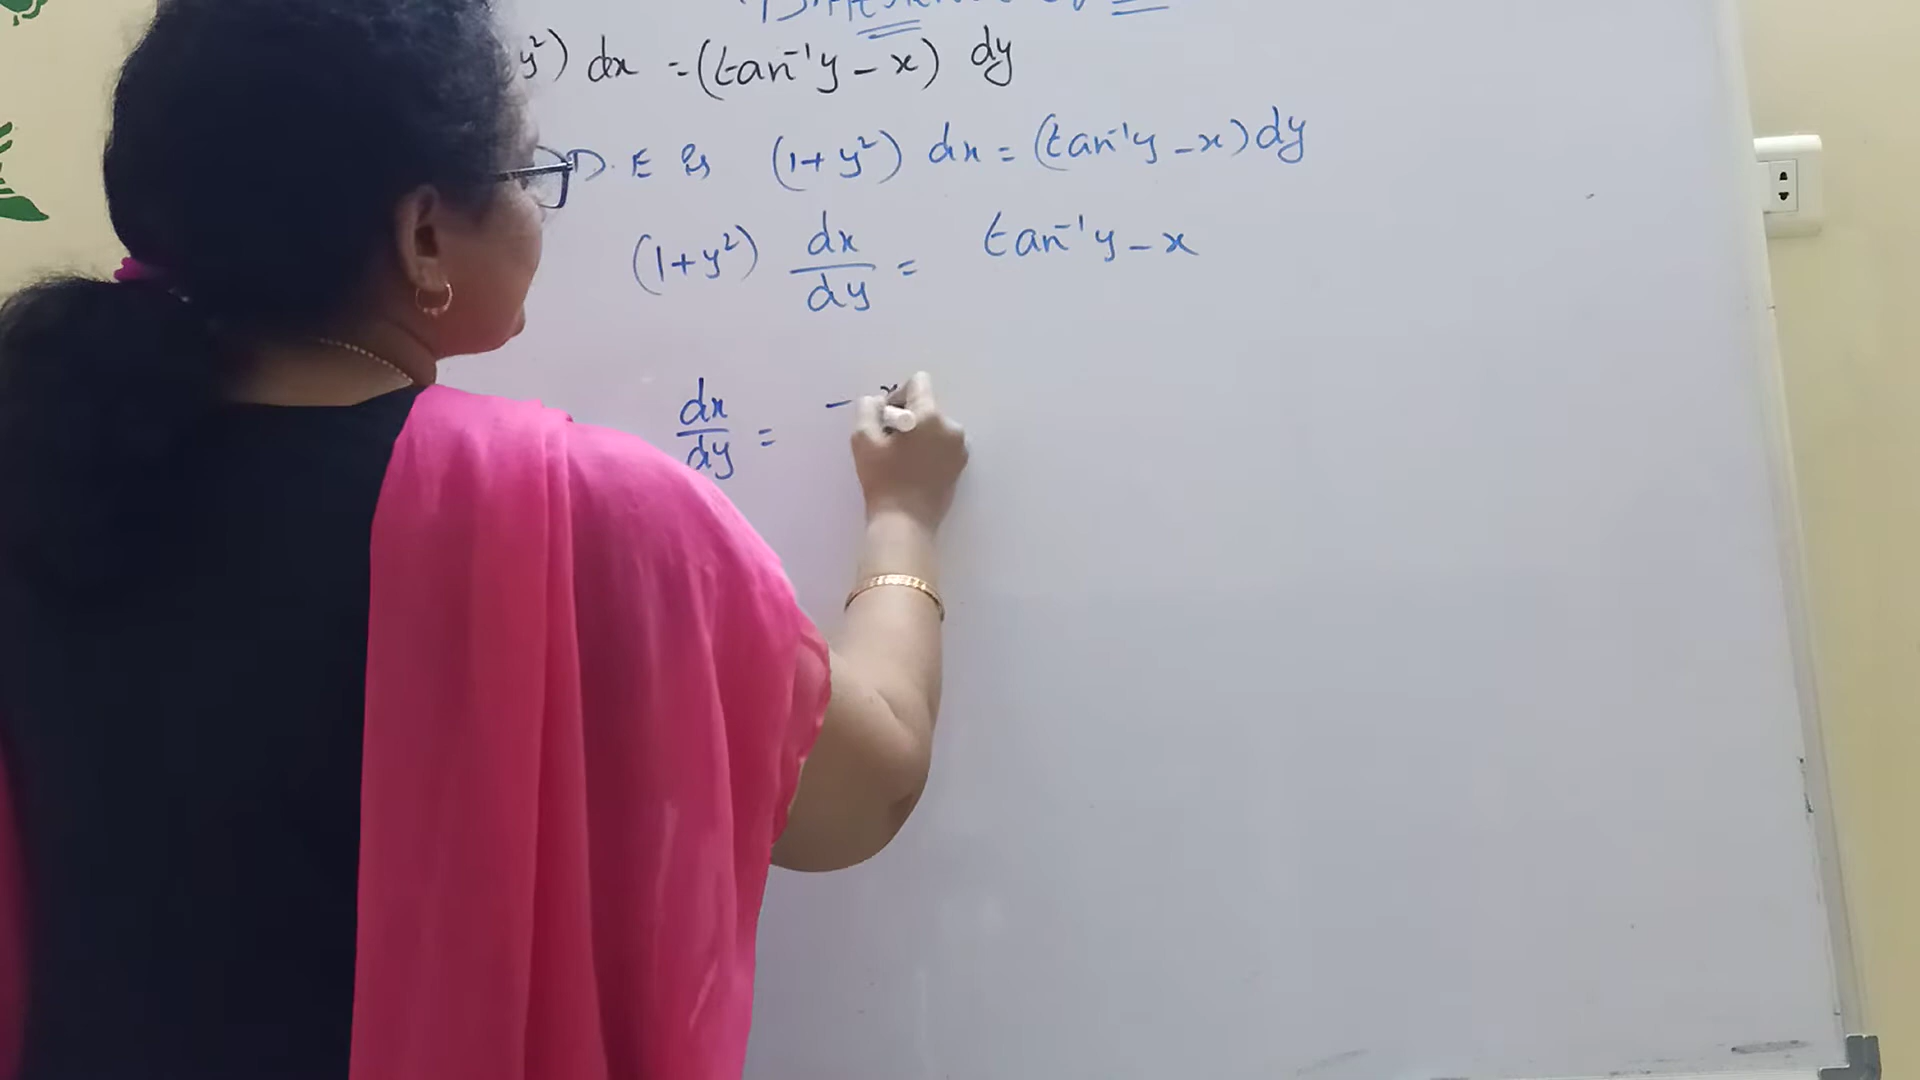 y²) dx = (tan⁻¹y - x) dy
D.E is (1+y²) dx = (tan⁻¹y - x) dy
(1+y²) dx/dy = tan⁻¹y - x
dx/dy = - x